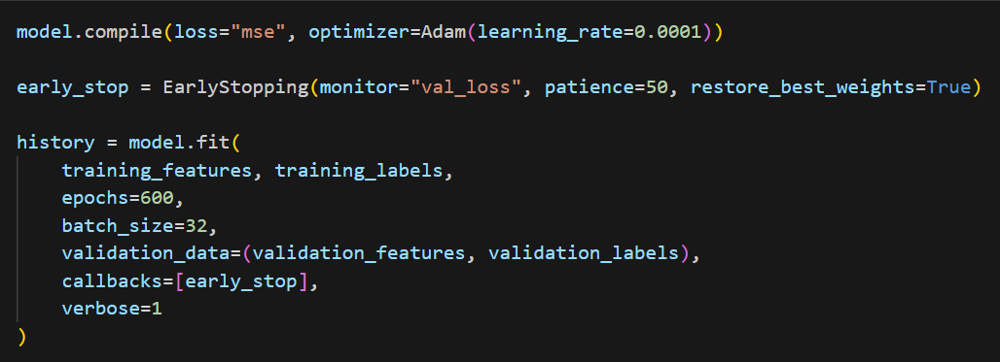 model.compile(loss="mse", optimizer=Adam(learning_rate=0.0001))
early_stop = EarlyStopping(monitor="val_loss", patience=50, restore_best_weights=True)
history = model.fit(
    training_features, training_labels,
    epochs=600,
    batch_size=32,
    validation_data=(validation_features, validation_labels),
    callbacks=[early_stop],
    verbose=1
)